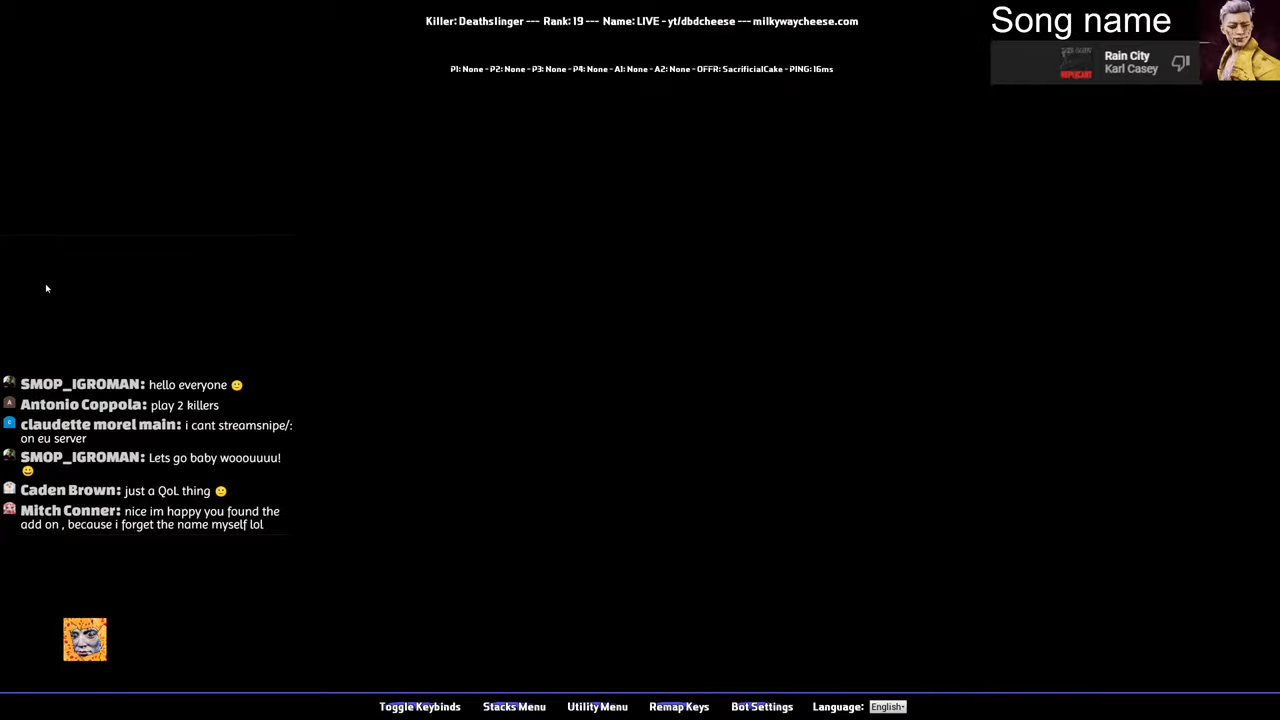 Killer: Deathslinger --- Rank: 19 --- Name: LIVE - yt/dbdcheese --- milkywaycheese.com
Song name
Rain City
Karl Casey
P1: None - P2: None - P3: None - P4: None - A1: None - A2: None - OFFR: SacrificialCake - PING: 16ms
SMOP_IGROMAN: hello everyone 🙂
Antonio Coppola: play 2 killers
claudette morel main: i cant streamsnipe/:
on eu server
SMOP_IGROMAN: Lets go baby wooouuuu!
😀
Caden Brown: just a QoL thing 🙂
Mitch Conner: nice im happy you found the
add on , because i forget the name myself lol
Toggle Keybinds Stacks Menu Utility Menu Remap Keys Bot Settings Language: English